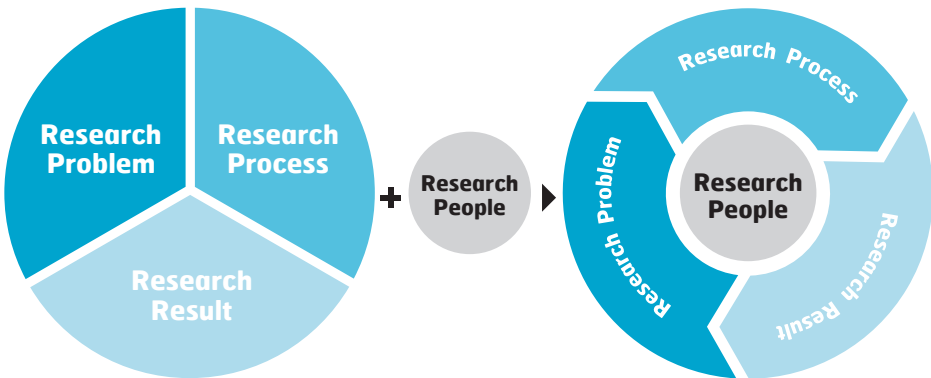 Research
Problem
Research
Process
Research
Result
+
Research
People
Research Process
Research Problem
Research
People
Research Result